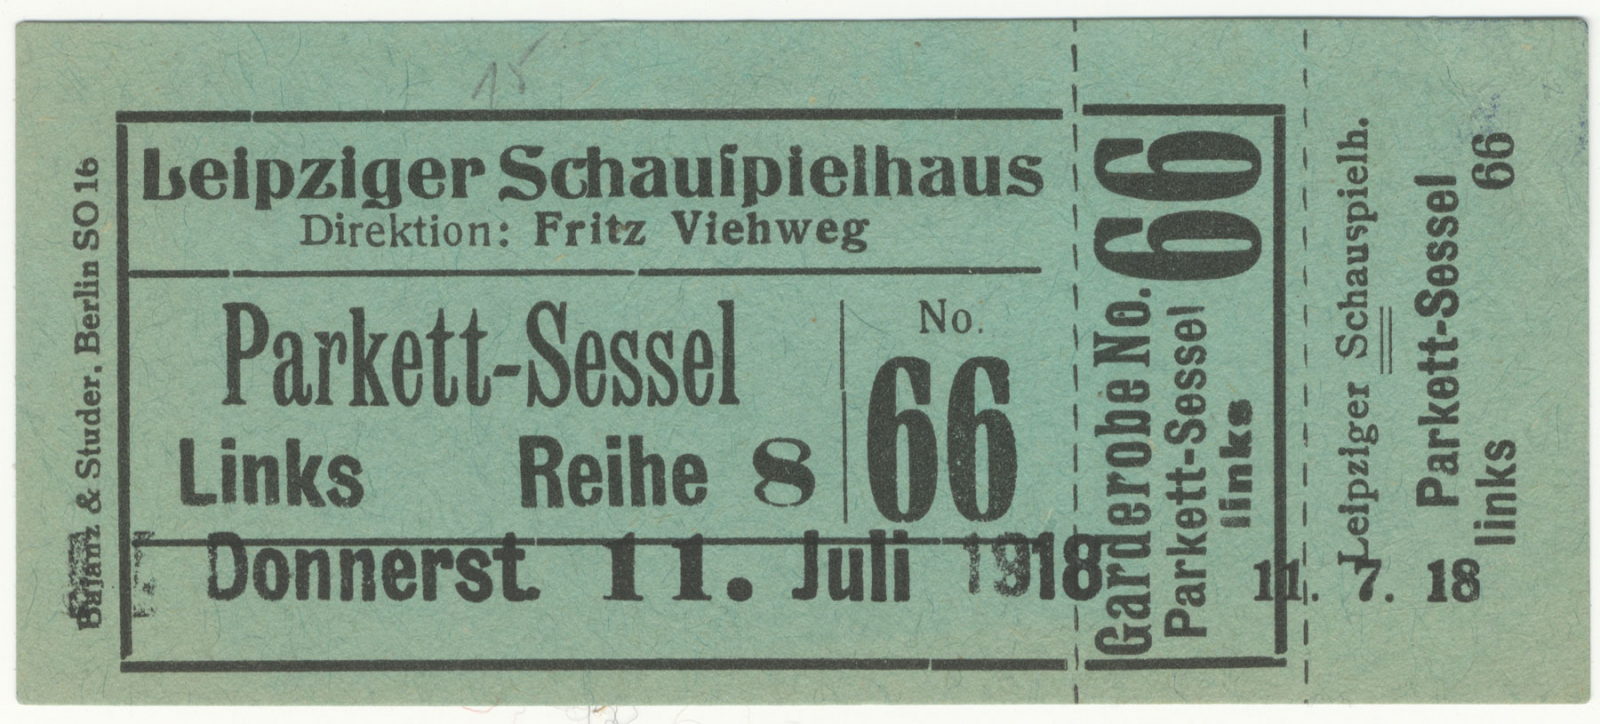 15
Leipziger Schauſpielhaus
Direktion: Fritz Viehweg
Parkett-Sessel
Links Reihe 8
No.
66
Donnerst. 11. Juli 1918
& Studer, Berlin SO 16
Garderobe No. 66
Parkett-Sessel
links
Leipziger Schauspielh.
Parkett-Sessel
links 66
11. 7. 18